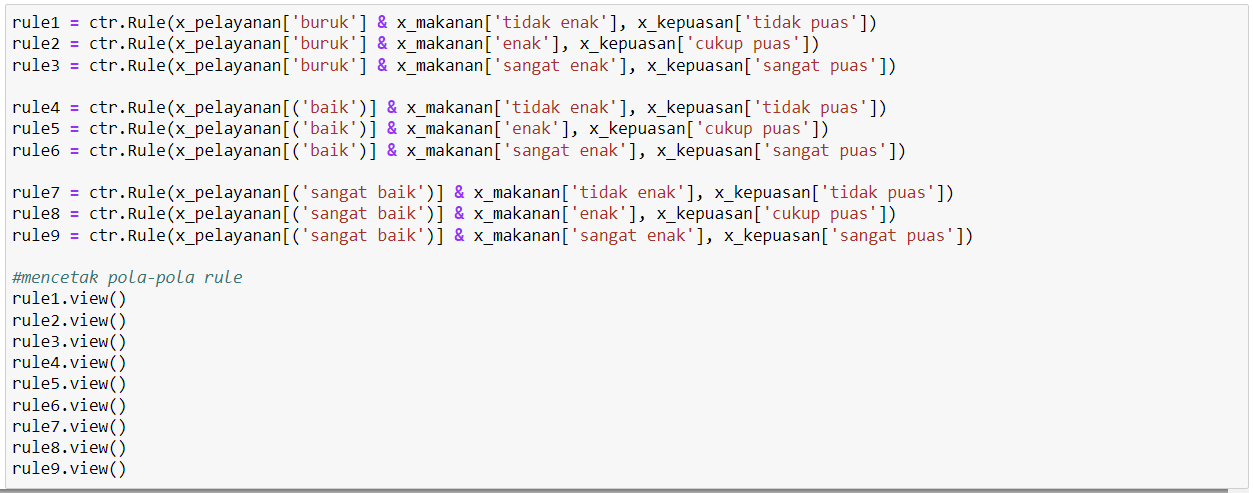 rule1 = ctr.Rule(x_pelayanan['buruk'] & x_makanan['tidak enak'], x_kepuasan['tidak puas'])
rule2 = ctr.Rule(x_pelayanan['buruk'] & x_makanan['enak'], x_kepuasan['cukup puas'])
rule3 = ctr.Rule(x_pelayanan['buruk'] & x_makanan['sangat enak'], x_kepuasan['sangat puas'])
rule4 = ctr.Rule(x_pelayanan[('baik')] & x_makanan['tidak enak'], x_kepuasan['tidak puas'])
rule5 = ctr.Rule(x_pelayanan[('baik')] & x_makanan['enak'], x_kepuasan['cukup puas'])
rule6 = ctr.Rule(x_pelayanan[('baik')] & x_makanan['sangat enak'], x_kepuasan['sangat puas'])
rule7 = ctr.Rule(x_pelayanan[('sangat baik')] & x_makanan['tidak enak'], x_kepuasan['tidak puas'])
rule8 = ctr.Rule(x_pelayanan[('sangat baik')] & x_makanan['enak'], x_kepuasan['cukup puas'])
rule9 = ctr.Rule(x_pelayanan[('sangat baik')] & x_makanan['sangat enak'], x_kepuasan['sangat puas'])
#mencetak pola-pola rule
rule1.view()
rule2.view()
rule3.view()
rule4.view()
rule5.view()
rule6.view()
rule7.view()
rule8.view()
rule9.view()